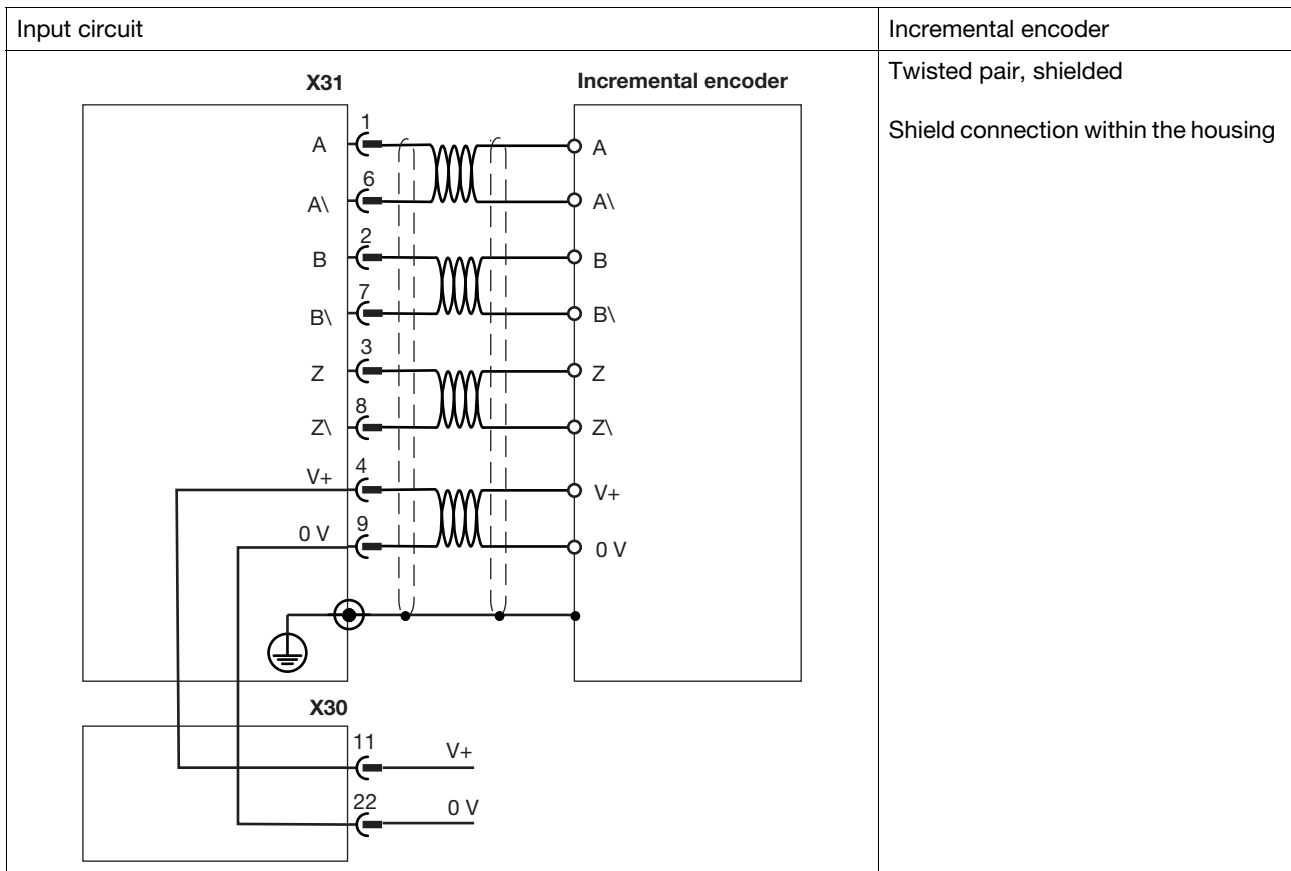 Input circuit
Incremental encoder
Twisted pair, shielded
Shield connection within the housing
X31
Incremental encoder
A 1 A
A\ 6 A\
B 2 B
B\ 7 B\
Z 3 Z
Z\ 8 Z\
V+ 4 V+
0 V 9 0 V
X30
11 V+
22 0 V